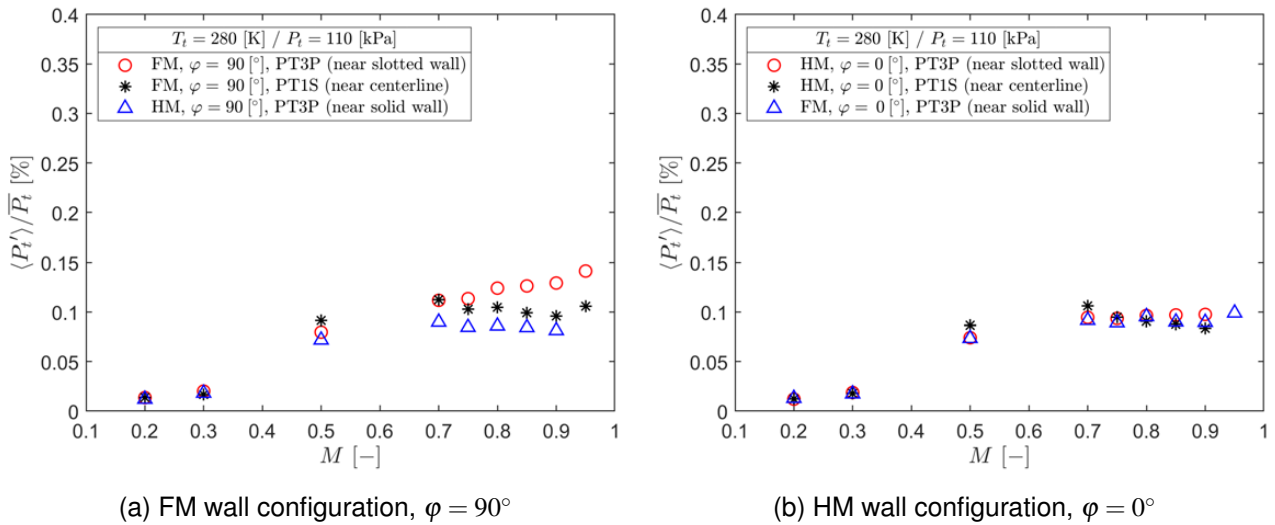 T_t = 280 [K] / P_t = 110 [kPa]
FM, φ = 90 [°], PT3P (near slotted wall)
FM, φ = 90 [°], PT1S (near centerline)
HM, φ = 90 [°], PT3P (near solid wall)
0.4
0.35
0.3
0.25
0.2
0.15
0.1
0.05
0
⟨P_t′⟩/P̅_t̅ [%]
0.1 0.2 0.3 0.4 0.5 0.6 0.7 0.8 0.9 1
M [−]
(a) FM wall configuration, φ = 90°
T_t = 280 [K] / P_t = 110 [kPa]
HM, φ = 0 [°], PT3P (near slotted wall)
HM, φ = 0 [°], PT1S (near centerline)
FM, φ = 0 [°], PT3P (near solid wall)
0.4
0.35
0.3
0.25
0.2
0.15
0.1
0.05
0
⟨P_t′⟩/P̅_t̅ [%]
0.1 0.2 0.3 0.4 0.5 0.6 0.7 0.8 0.9 1
M [−]
(b) HM wall configuration, φ = 0°